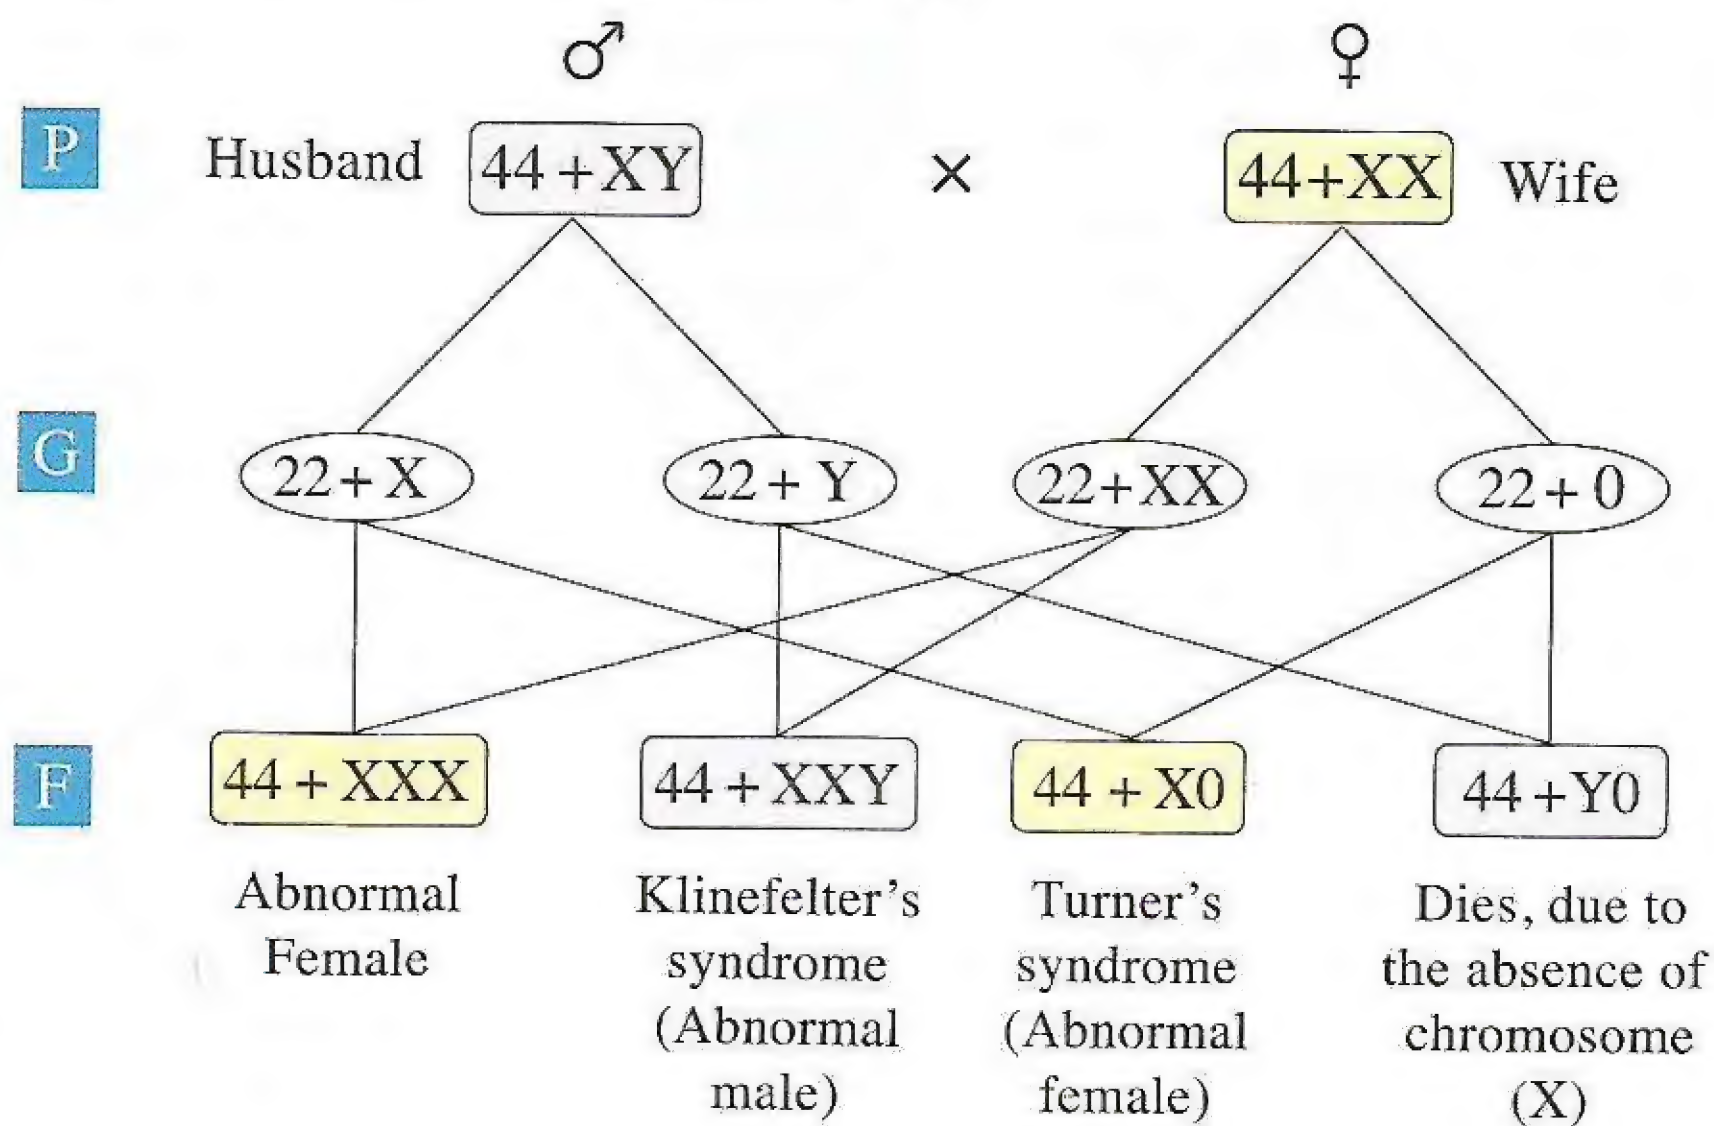 ♂ ♀
P Husband 44 + XY × 44+XX Wife
G 22 + X 22 + Y 22+XX 22 + 0
F 44 + XXX 44 + XXY 44 + X0 44 + Y0
Abnormal
Female
Klinefelter's
syndrome
(Abnormal
male)
Turner's
syndrome
(Abnormal
female)
Dies, due to
the absence of
chromosome
(X)